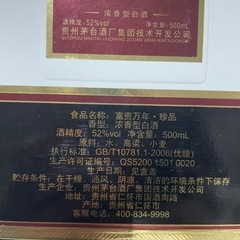 浓香型白酒
酒精度：52%vol 净含量：500mL
贵州茅台酒厂集团技术开发公司
食品名称：富贵万年·珍品
香型：浓香型白酒
酒精度：52%vol 净含量：500mL
原料：水、高粱、小麦
执行标准：GB/T10781.1-2006(优级)
生产许可证编号：QS5200 1501 0020
生产日期：见盒盖
贮存条件：在干燥、通风、阴凉、清洁的环境条件下保存
生产企业：贵州茅台酒厂集团技术开发公司
地址：贵州省仁怀市国酒南路
产地：贵州省仁怀市
客服电话：400-834-9998